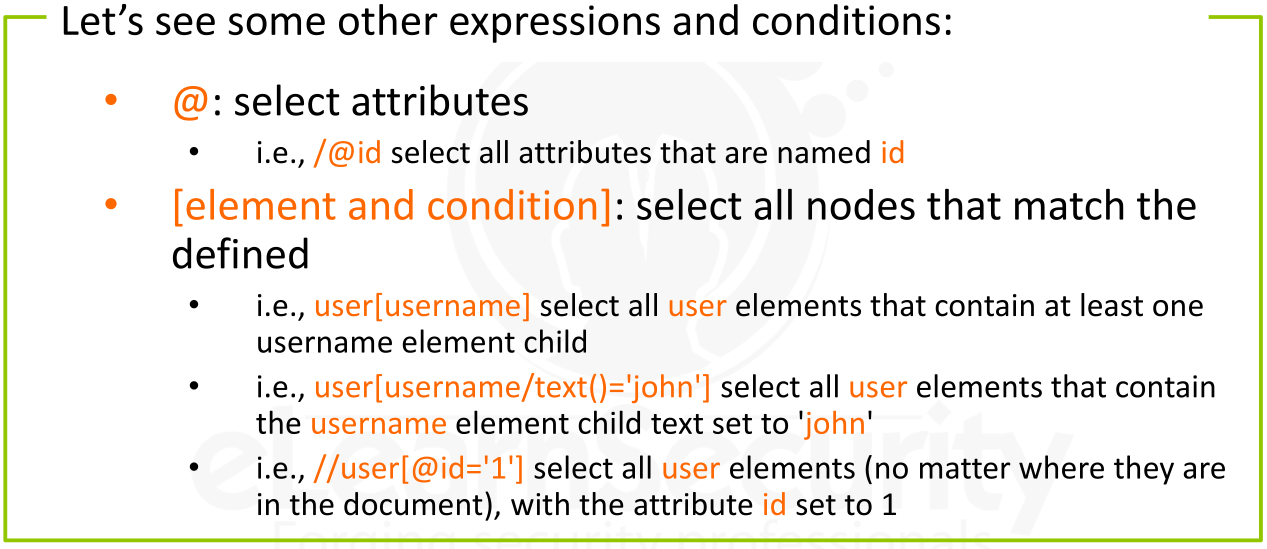 Let's see some other expressions and conditions:
• @: select attributes
• i.e., /@id select all attributes that are named id
• [element and condition]: select all nodes that match the
defined
• i.e., user[username] select all user elements that contain at least one
username element child
• i.e., user[username/text()='john'] select all user elements that contain
the username element child text set to 'john'
• i.e., //user[@id='1'] select all user elements (no matter where they are
in the document), with the attribute id set to 1
eLearnSecurity
Forging security professionals